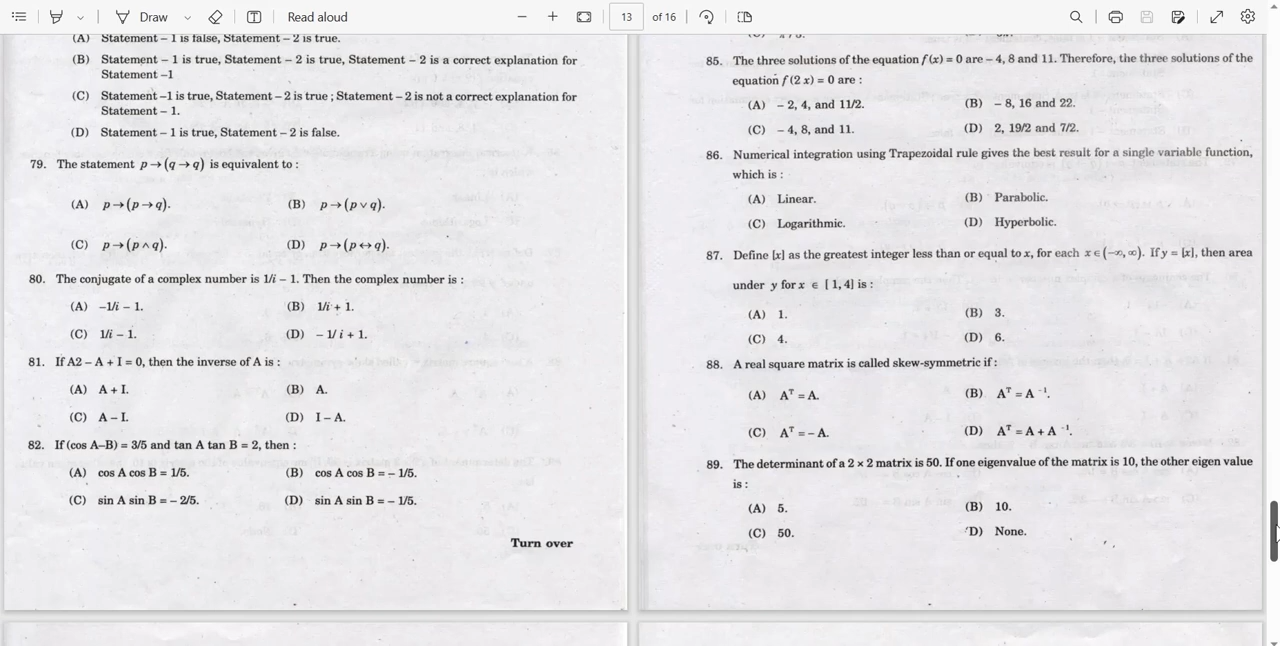 Draw
Read aloud
13 of 16
(A) Statement – 1 is false, Statement – 2 is true.
(B) Statement – 1 is true, Statement – 2 is true, Statement – 2 is a correct explanation for
Statement –1
(C) Statement –1 is true, Statement – 2 is true ; Statement – 2 is not a correct explanation for
Statement – 1.
(D) Statement – 1 is true, Statement – 2 is false.
79. The statement p→(q→q) is equivalent to :
(A) p→(p→q). (B) p→(p∨q).
(C) p→(p∧q). (D) p→(p↔q).
80. The conjugate of a complex number is 1/i – 1. Then the complex number is :
(A) –1/i – 1. (B) 1/i + 1.
(C) 1/i – 1. (D) – 1/ i + 1.
81. If A2 – A + I = 0, then the inverse of A is :
(A) A + I. (B) A.
(C) A – I. (D) I – A.
82. If (cos A–B) = 3/5 and tan A tan B = 2, then :
(A) cos A cos B = 1/5. (B) cos A cos B = – 1/5.
(C) sin A sin B = – 2/5. (D) sin A sin B = – 1/5.
Turn over
85. The three solutions of the equation f (x) = 0 are – 4, 8 and 11. Therefore, the three solutions of the
equation f (2 x) = 0 are :
(A) – 2, 4, and 11/2. (B) – 8, 16 and 22.
(C) – 4, 8, and 11. (D) 2, 19/2 and 7/2.
86. Numerical integration using Trapezoidal rule gives the best result for a single variable function,
which is :
(A) Linear. (B) Parabolic.
(C) Logarithmic. (D) Hyperbolic.
87. Define [x] as the greatest integer less than or equal to x, for each x ∈ (–∞, ∞). If y = [x], then area
under y for x ∈ [ 1, 4] is :
(A) 1. (B) 3.
(C) 4. (D) 6.
88. A real square matrix is called skew-symmetric if :
(A) Aᵀ = A. (B) Aᵀ = A ⁻¹.
(C) Aᵀ = – A. (D) Aᵀ = A + A ⁻¹.
89. The determinant of a 2 × 2 matrix is 50. If one eigenvalue of the matrix is 10, the other eigen value
is :
(A) 5. (B) 10.
(C) 50. (D) None.